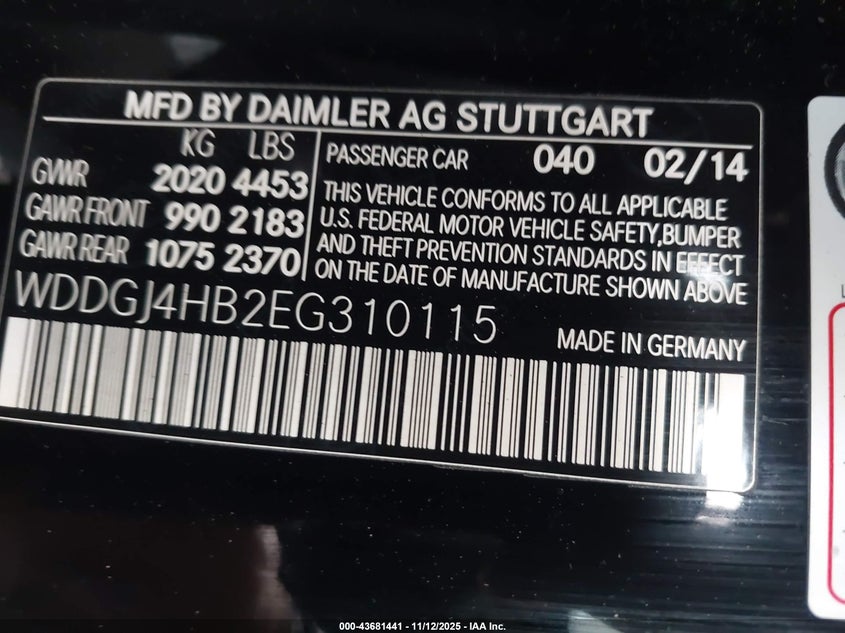 MFD BY DAIMLER AG STUTTGART
KG LBS
GVWR 2020 4453
GAWR FRONT 990 2183
GAWR REAR 1075 2370
PASSENGER CAR 040 02/14
THIS VEHICLE CONFORMS TO ALL APPLICABLE
U.S. FEDERAL MOTOR VEHICLE SAFETY,BUMPER
AND THEFT PREVENTION STANDARDS IN EFFECT
ON THE DATE OF MANUFACTURE SHOWN ABOVE
WDDGJ4HB2EG310115
MADE IN GERMANY
000-43681441 - 11/12/2025 - IAA Inc.